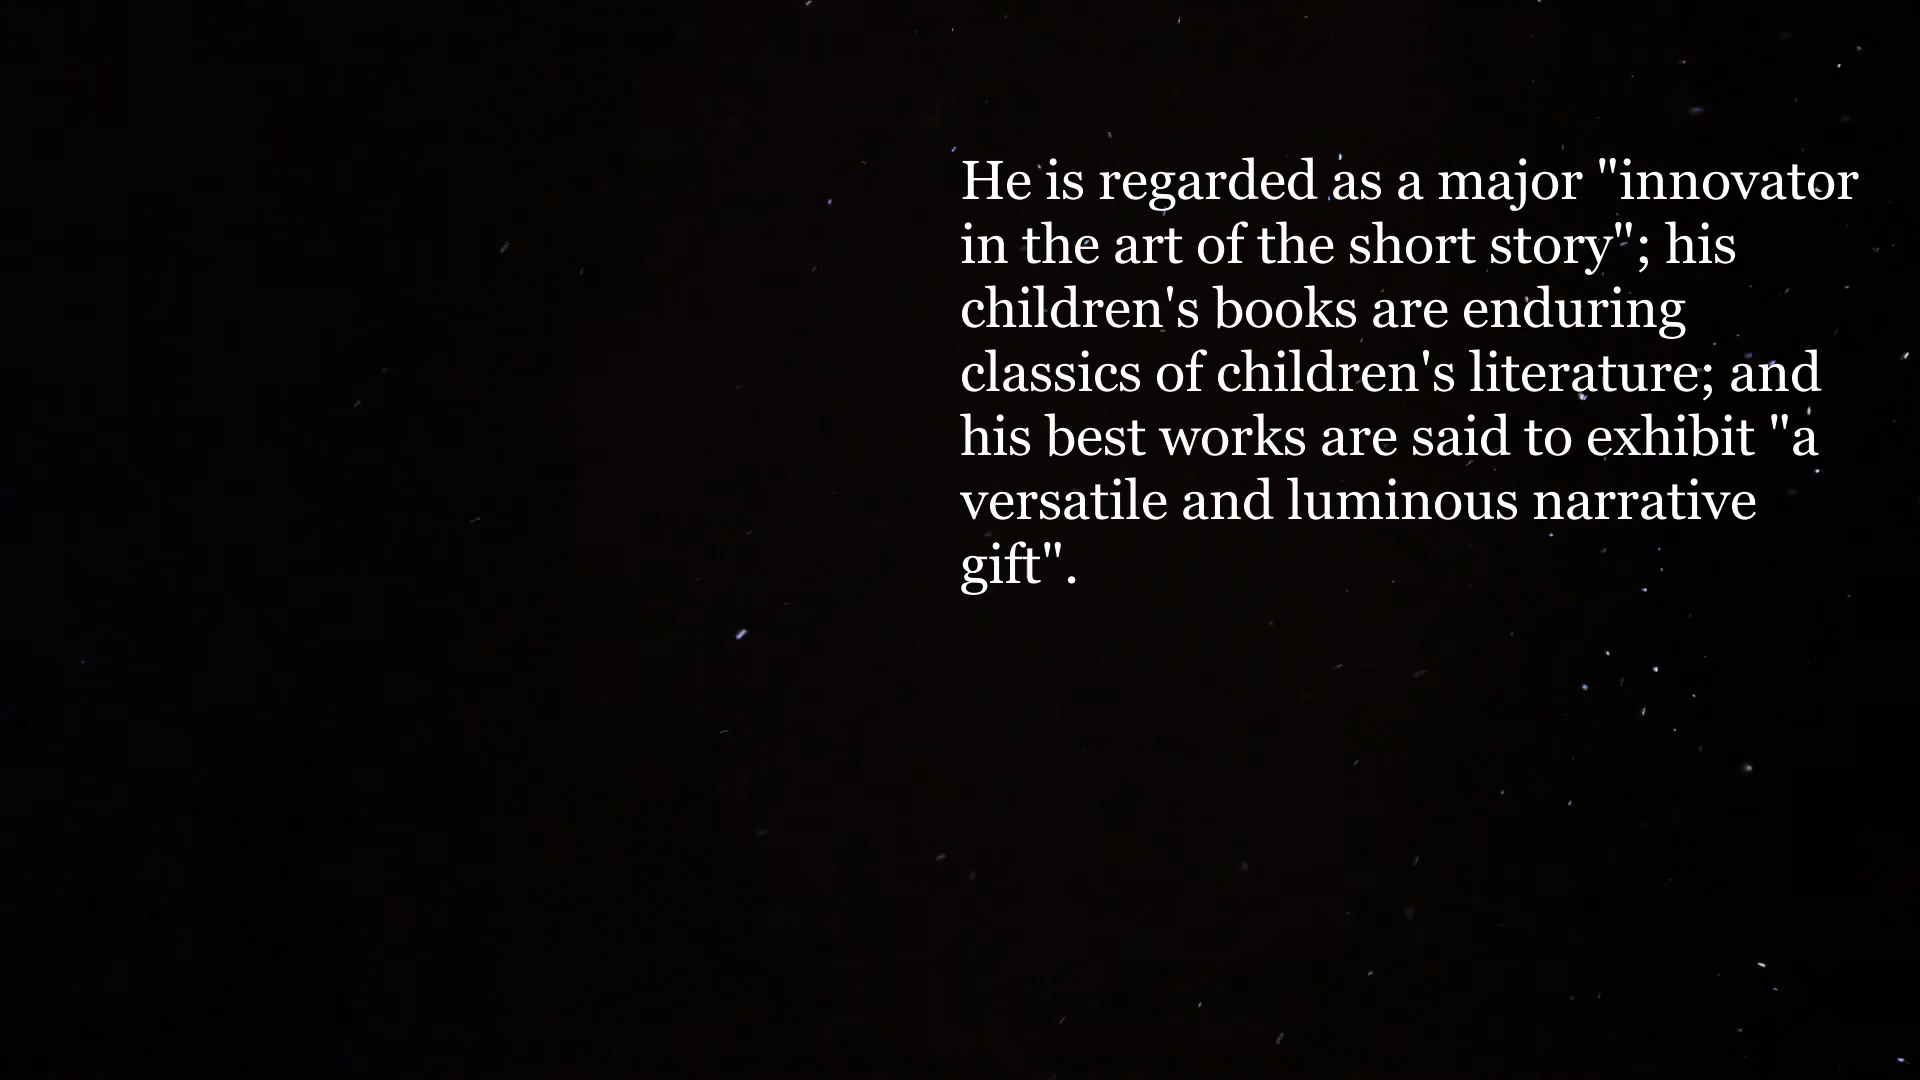 He is regarded as a major "innovator
in the art of the short story"; his
children's books are enduring
classics of children's literature; and
his best works are said to exhibit "a
versatile and luminous narrative
gift".